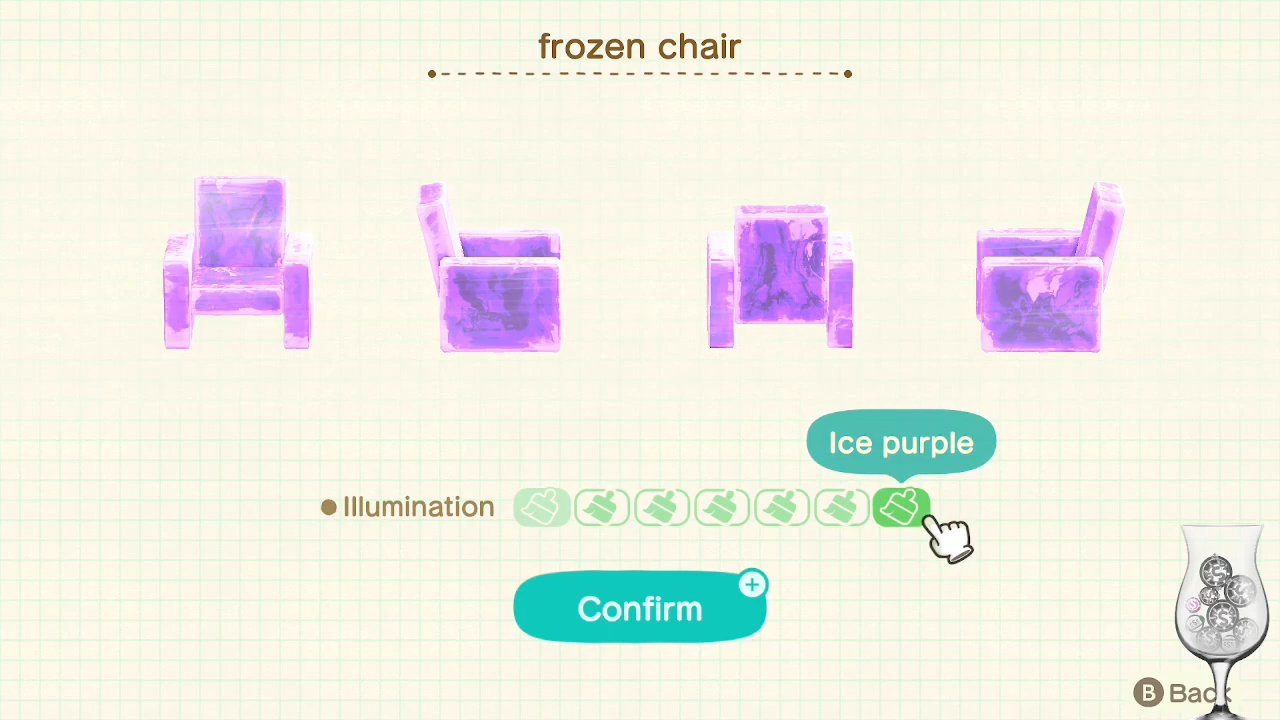 frozen chair
Ice purple
Illumination
Confirm
B Back